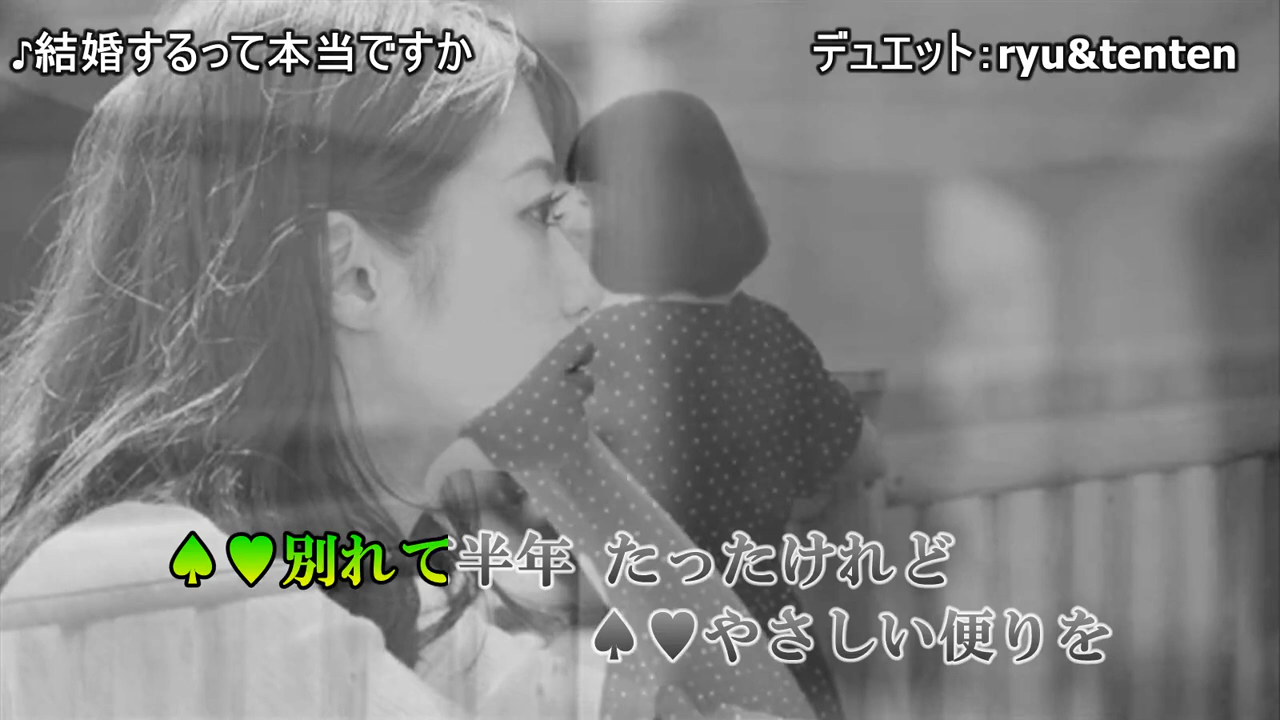 ♪結婚するって本当ですか
デュエット：ryu&tenten
♠♥別れて半年 たったけれど
♠♥やさしい便りを